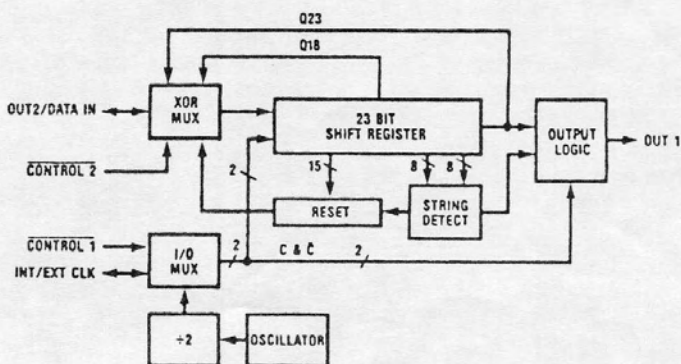 Q23
Q18
OUT2/DATA IN
XOR
MUX
23 BIT
SHIFT REGISTER
OUTPUT
LOGIC
OUT 1
CONTROL 2
2
15
8
8
RESET
STRING
DETECT
CONTROL 1
INT/EXT CLK
I/O
MUX
2
C & C̄
2
÷2
OSCILLATOR